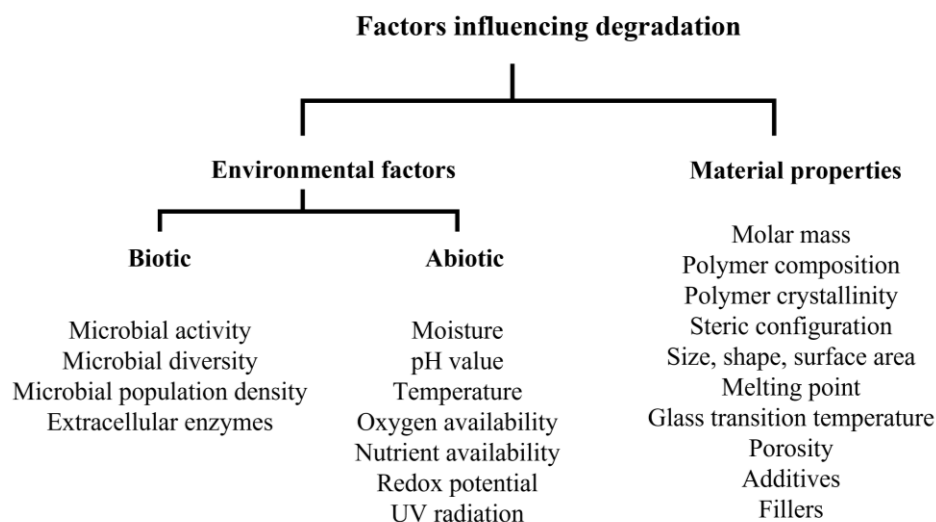 Factors influencing degradation
Environmental factors
Biotic
Microbial activity
Microbial diversity
Microbial population density
Extracellular enzymes
Abiotic
Moisture
pH value
Temperature
Oxygen availability
Nutrient availability
Redox potential
UV radiation
Material properties
Molar mass
Polymer composition
Polymer crystallinity
Steric configuration
Size, shape, surface area
Melting point
Glass transition temperature
Porosity
Additives
Fillers